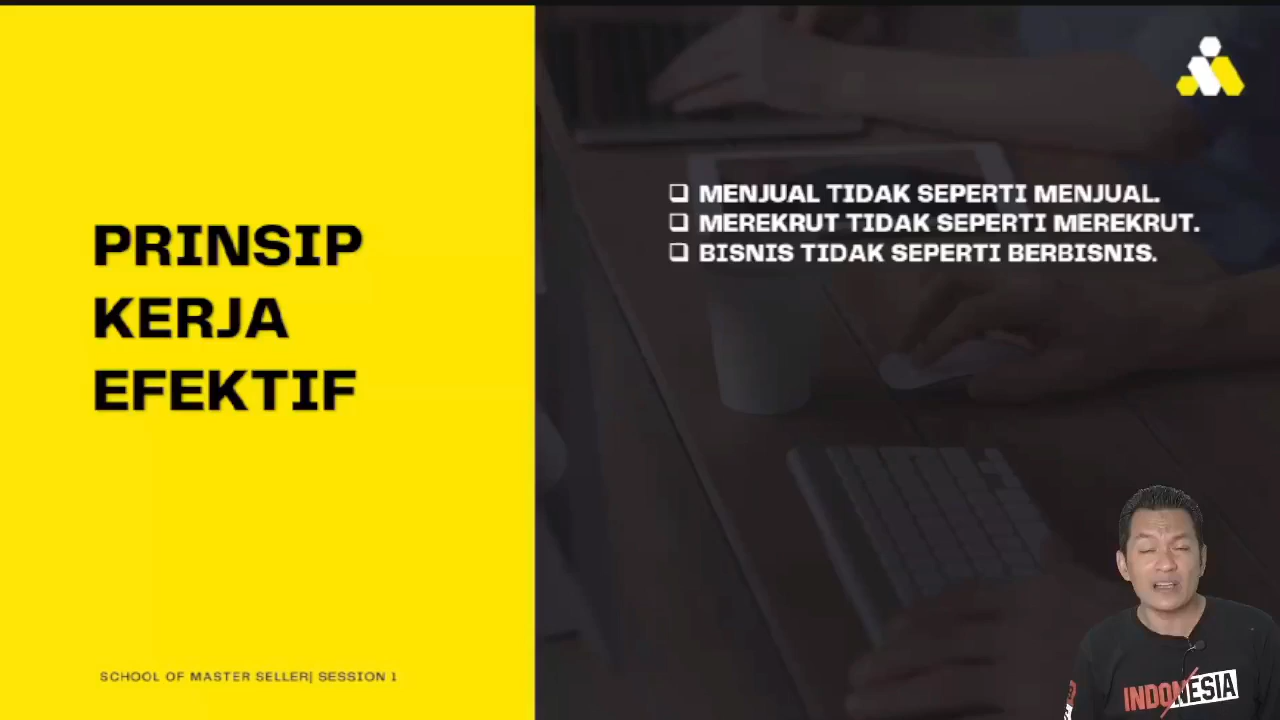 PRINSIP
KERJA
EFEKTIF
❑ MENJUAL TIDAK SEPERTI MENJUAL.
❑ MEREKRUT TIDAK SEPERTI MEREKRUT.
❑ BISNIS TIDAK SEPERTI BERBISNIS.
SCHOOL OF MASTER SELLER| SESSION 1
INDONESIA